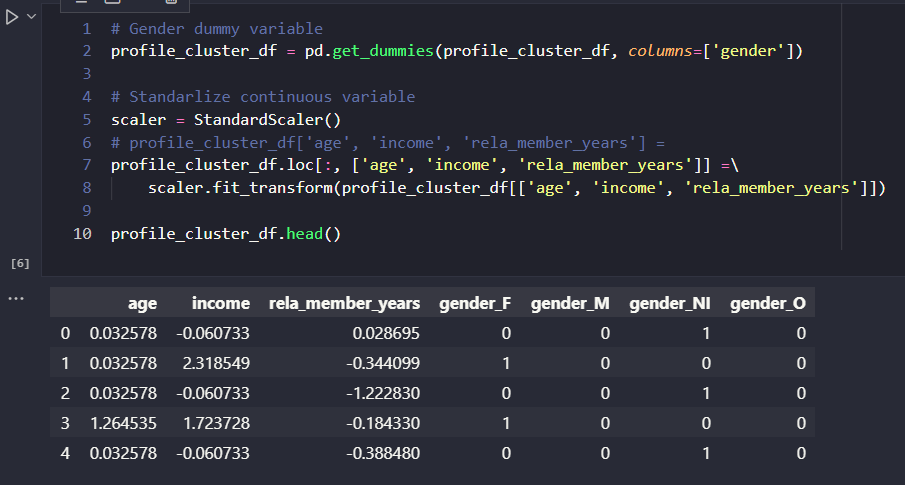 1 # Gender dummy variable
2 profile_cluster_df = pd.get_dummies(profile_cluster_df, columns=['gender'])
3
4 # Standarlize continuous variable
5 scaler = StandardScaler()
6 # profile_cluster_df['age', 'income', 'rela_member_years'] =
7 profile_cluster_df.loc[:, ['age', 'income', 'rela_member_years']] =\
8     scaler.fit_transform(profile_cluster_df[['age', 'income', 'rela_member_years']])
9
10 profile_cluster_df.head()
[6]
age income rela_member_years gender_F gender_M gender_NI gender_O
0 0.032578 -0.060733 0.028695 0 0 1 0
1 0.032578 2.318549 -0.344099 1 0 0 0
2 0.032578 -0.060733 -1.222830 0 0 1 0
3 1.264535 1.723728 -0.184330 1 0 0 0
4 0.032578 -0.060733 -0.388480 0 0 1 0